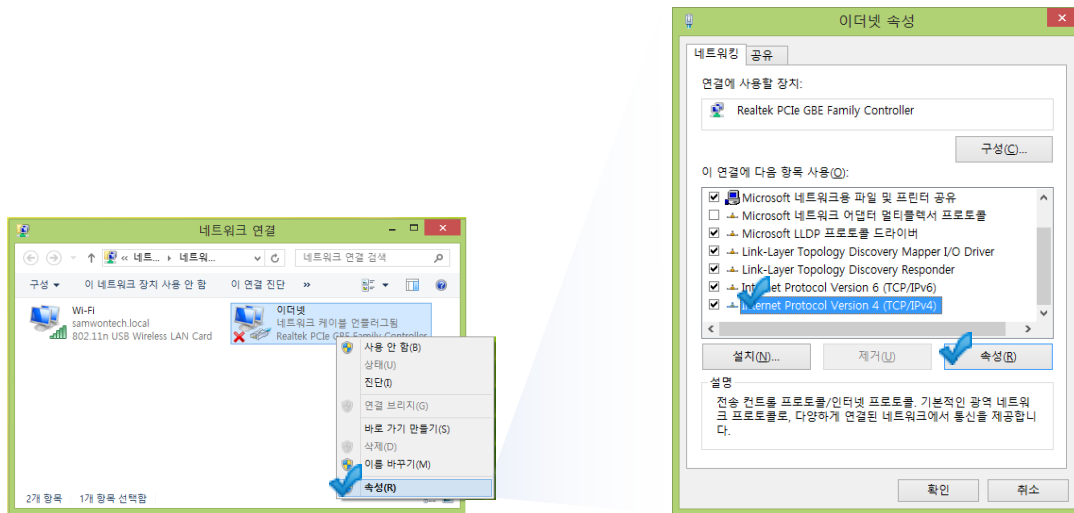 네트워크 연결
« 네트... ▸ 네트워...
네트워크 연결 검색
구성
이 네트워크 장치 사용 안 함
이 연결 진단
»
Wi-Fi
samwontech.local
802.11n USB Wireless LAN Card
이더넷
네트워크 케이블 언플러그됨
Realtek PCIe GBE Family Controller
사용 안 함(B)
상태(U)
진단(I)
연결 브리지(G)
바로 가기 만들기(S)
삭제(D)
이름 바꾸기(M)
속성(R)
2개 항목
1개 항목 선택함
이더넷 속성
네트워킹
공유
연결에 사용할 장치:
Realtek PCIe GBE Family Controller
구성(C)...
이 연결에 다음 항목 사용(O):
Microsoft 네트워크용 파일 및 프린터 공유
Microsoft 네트워크 어댑터 멀티플렉서 프로토콜
Microsoft LLDP 프로토콜 드라이버
Link-Layer Topology Discovery Mapper I/O Driver
Link-Layer Topology Discovery Responder
Internet Protocol Version 6 (TCP/IPv6)
Internet Protocol Version 4 (TCP/IPv4)
설치(N)...
제거(U)
속성(R)
설명
전송 컨트롤 프로토콜/인터넷 프로토콜. 기본적인 광역 네트워
크 프로토콜로, 다양하게 연결된 네트워크에서 통신을 제공합니
다.
확인
취소